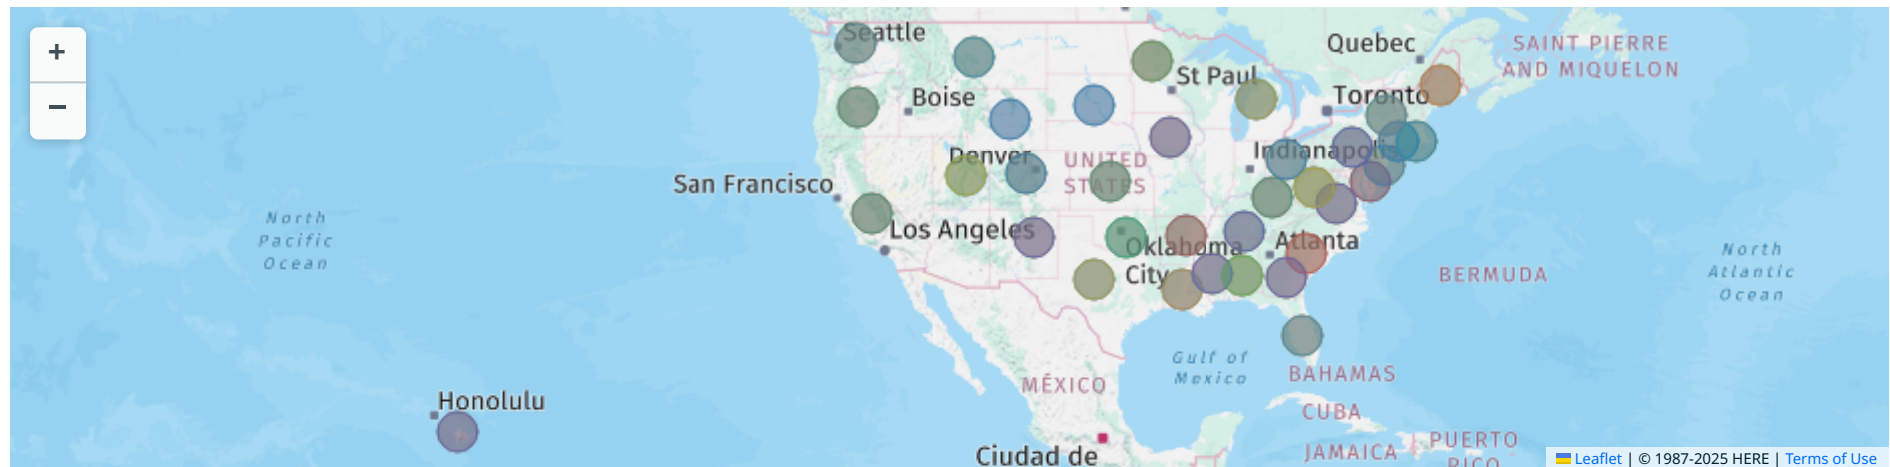 +
−
Seattle
Quebec
SAINT PIERRE
AND MIQUELON
St Paul
Boise
Toronto
Denver
UNITED
STATES
Indianapolis
San Francisco
North
Pacific
Ocean
Los Angeles
Oklahoma
City
Atlanta
BERMUDA
North
Atlantic
Ocean
Gulf of
Mexico
MÉXICO
BAHAMAS
Honolulu
CUBA
Ciudad de
JAMAICA
PUERTO
RICO
Leaflet | © 1987-2025 HERE | Terms of Use